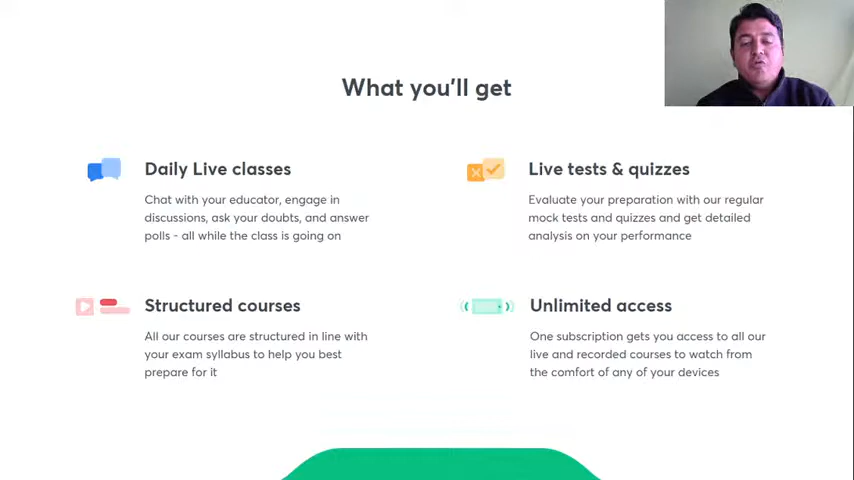 What you'll get
Daily Live classes
Chat with your educator, engage in
discussions, ask your doubts, and answer
polls - all while the class is going on
Live tests & quizzes
Evaluate your preparation with our regular
mock tests and quizzes and get detailed
analysis on your performance
Structured courses
All our courses are structured in line with
your exam syllabus to help you best
prepare for it
Unlimited access
One subscription gets you access to all our
live and recorded courses to watch from
the comfort of any of your devices